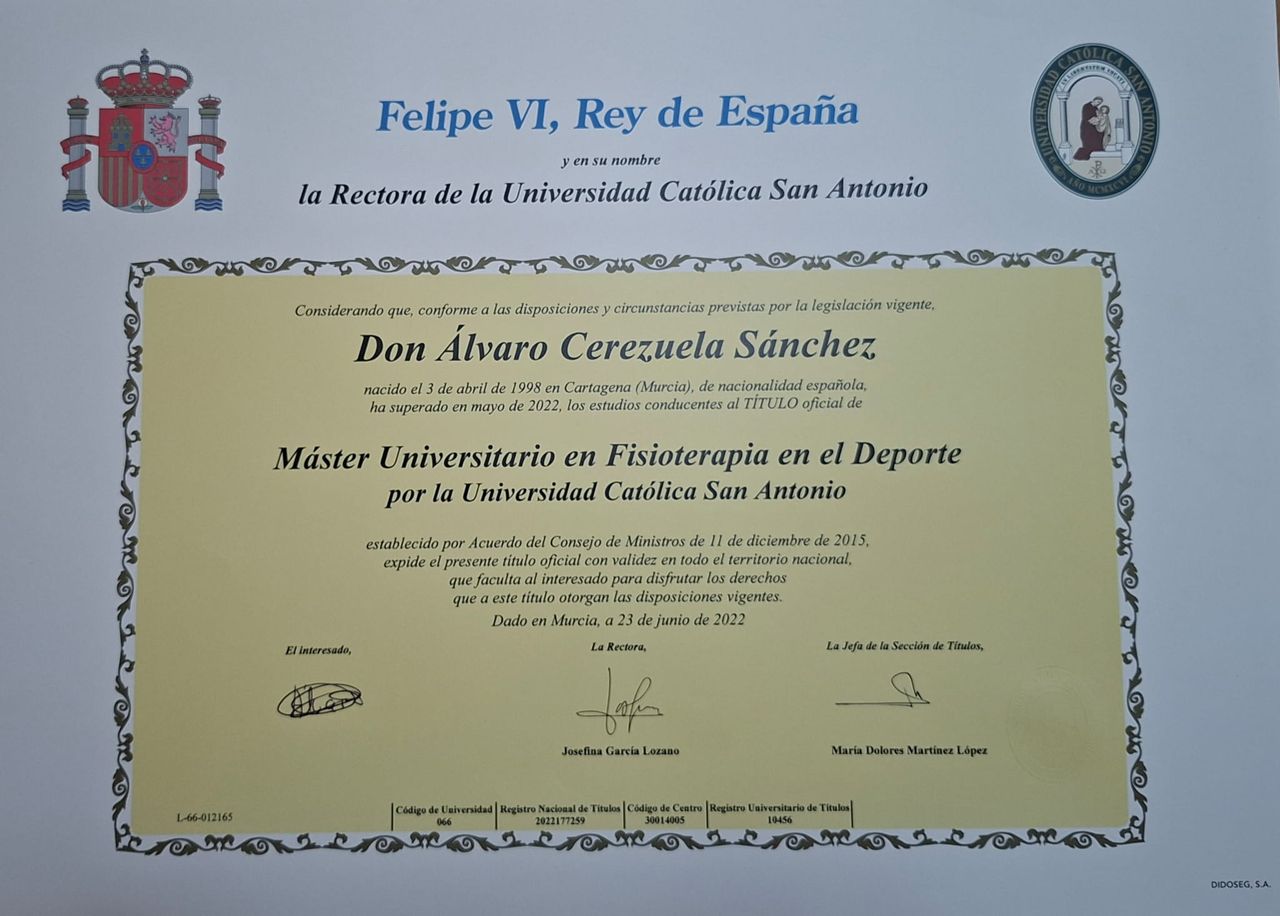 Felipe VI, Rey de España
y en su nombre
la Rectora de la Universidad Católica San Antonio
UNIVERSIDAD CATÓLICA SAN ANTONIO
AÑO MCMXCVI
Considerando que, conforme a las disposiciones y circunstancias previstas por la legislación vigente,
Don Álvaro Cerezuela Sánchez
nacido el 3 de abril de 1998 en Cartagena (Murcia), de nacionalidad española,
ha superado en mayo de 2022, los estudios conducentes al TÍTULO oficial de
Máster Universitario en Fisioterapia en el Deporte
por la Universidad Católica San Antonio
establecido por Acuerdo del Consejo de Ministros de 11 de diciembre de 2015,
expide el presente título oficial con validez en todo el territorio nacional,
que faculta al interesado para disfrutar los derechos
que a este título otorgan las disposiciones vigentes.
Dado en Murcia, a 23 de junio de 2022
El interesado, La Rectora, La Jefa de la Sección de Títulos,
Josefina García Lozano María Dolores Martínez López
Código de Universidad Registro Nacional de Títulos Código de Centro Registro Universitario de Títulos
L-66-012165 066 2022177259 30014005 10456
DIDOSEG, S.A.